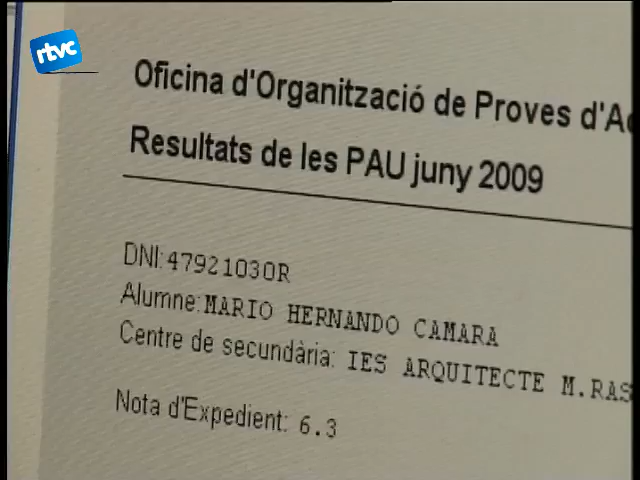 rtvc
Oficina d'Organització de Proves d'A
Resultats de les PAU juny 2009
DNI:47921030R
Alumne:MARIO HERNANDO CAMARA
Centre de secundària: IES ARQUITECTE M.RAS
Nota d'Expedient: 6.3